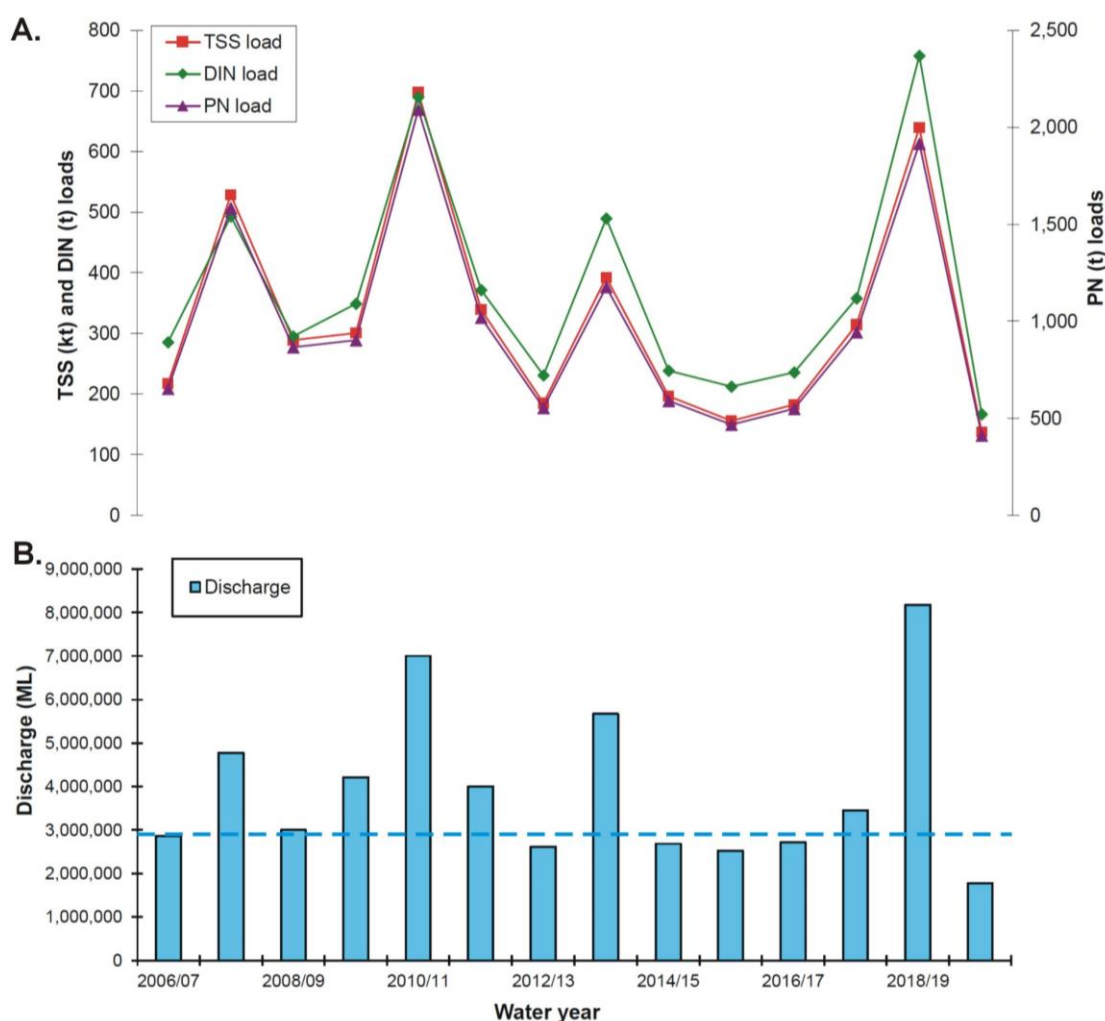 A.
TSS load
DIN load
PN load
800
700
600
500
400
300
200
100
0
TSS (kt) and DIN (t) loads
2,500
2,000
1,500
1,000
500
0
PN (t) loads
B.
Discharge
9,000,000
8,000,000
7,000,000
6,000,000
5,000,000
4,000,000
3,000,000
2,000,000
1,000,000
0
Discharge (ML)
2006/07 2008/09 2010/11 2012/13 2014/15 2016/17 2018/19
Water year